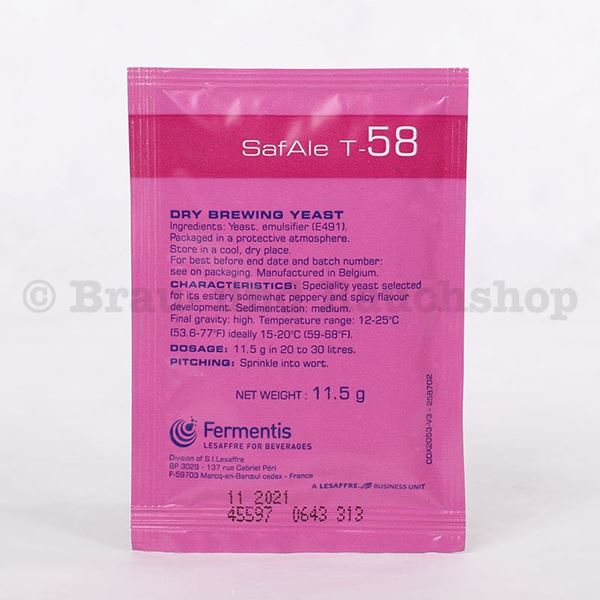 SafAle T-58
DRY BREWING YEAST
Ingredients: Yeast, emulsifier (E491).
Packaged in a protective atmosphere.
Store in a cool, dry place.
For best before end date and batch number:
see on packaging. Manufactured in Belgium.
CHARACTERISTICS: Speciality yeast selected
for its estery somewhat peppery and spicy flavour
development. Sedimentation: medium.
Final gravity: high. Temperature range: 12-25°C
(53.6-77°F) ideally 15-20°C (59-68°F).
DOSAGE: 11.5 g in 20 to 30 litres.
PITCHING: Sprinkle into wort.
NET WEIGHT: 11.5 g
Fermentis
LESAFFRE FOR BEVERAGES
Division of S.I.Lesaffre
BP 3029 - 137 rue Gabriel Péri
F-59703 Marcq-en-Barœul cedex - France
A LESAFFRE BUSINESS UNIT
11 2021
45597 0643 313
COX2053-V3 - 258702
© Brau uchshop